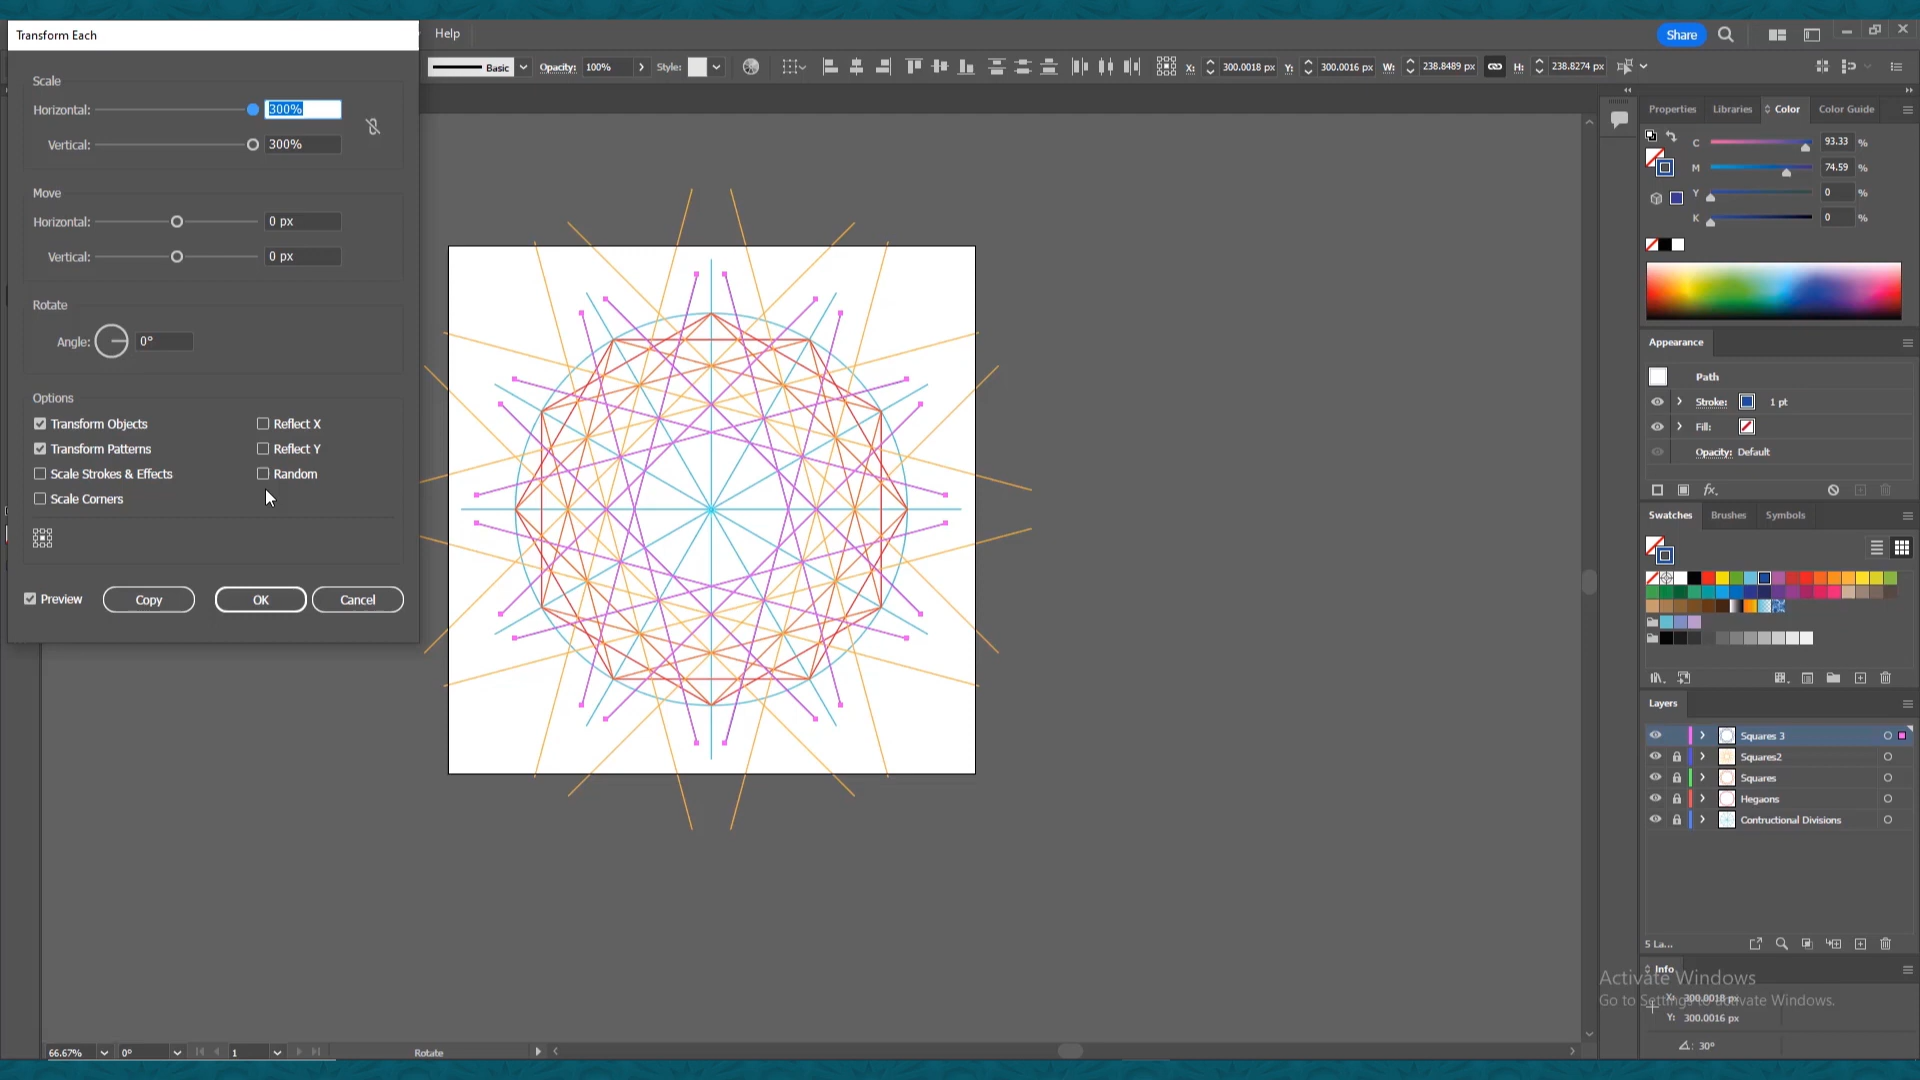 Transform Each
Help
Share
Basic
Opacity:
100%
Style:
X:
300.0018 px
Y:
300.0016 px
W:
238.8489 px
H:
238.8274 px
Scale
Horizontal:
300%
Vertical:
300%
Move
Horizontal:
0 px
Vertical:
0 px
Rotate
Angle:
0°
Options
Transform Objects
Reflect X
Transform Patterns
Reflect Y
Scale Strokes & Effects
Random
Scale Corners
Preview
Copy
OK
Cancel
Properties
Libraries
Color
Color Guide
C
93.33
%
M
74.59
%
Y
0
%
K
0
%
Appearance
Path
Stroke:
1 pt
Fill:
Opacity:
Default
fx.
Swatches
Brushes
Symbols
Layers
Squares 3
Squares2
Squares
Hegaons
Contructional Divisions
5 La...
Info
Activate Windows
X:
300.0018 px
Go to Settings to activate Windows.
Y:
300.0016 px
30°
66.67%
0°
1
Rotate